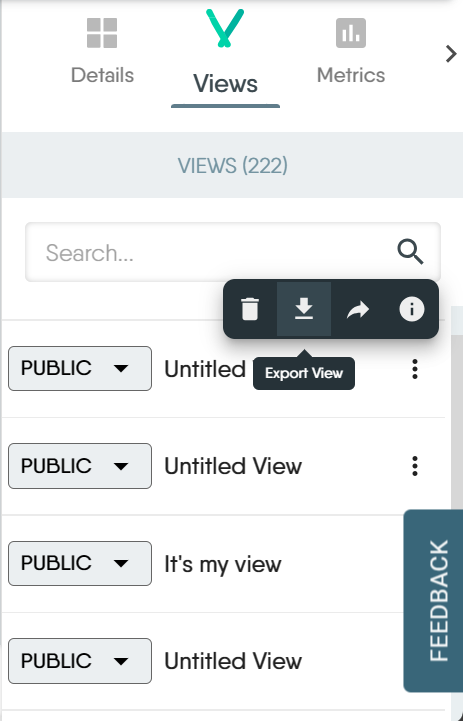 Details
Views
Metrics
VIEWS (222)
Search...
PUBLIC Untitled
Export View
PUBLIC Untitled View
PUBLIC It's my view
FEEDBACK
PUBLIC Untitled View